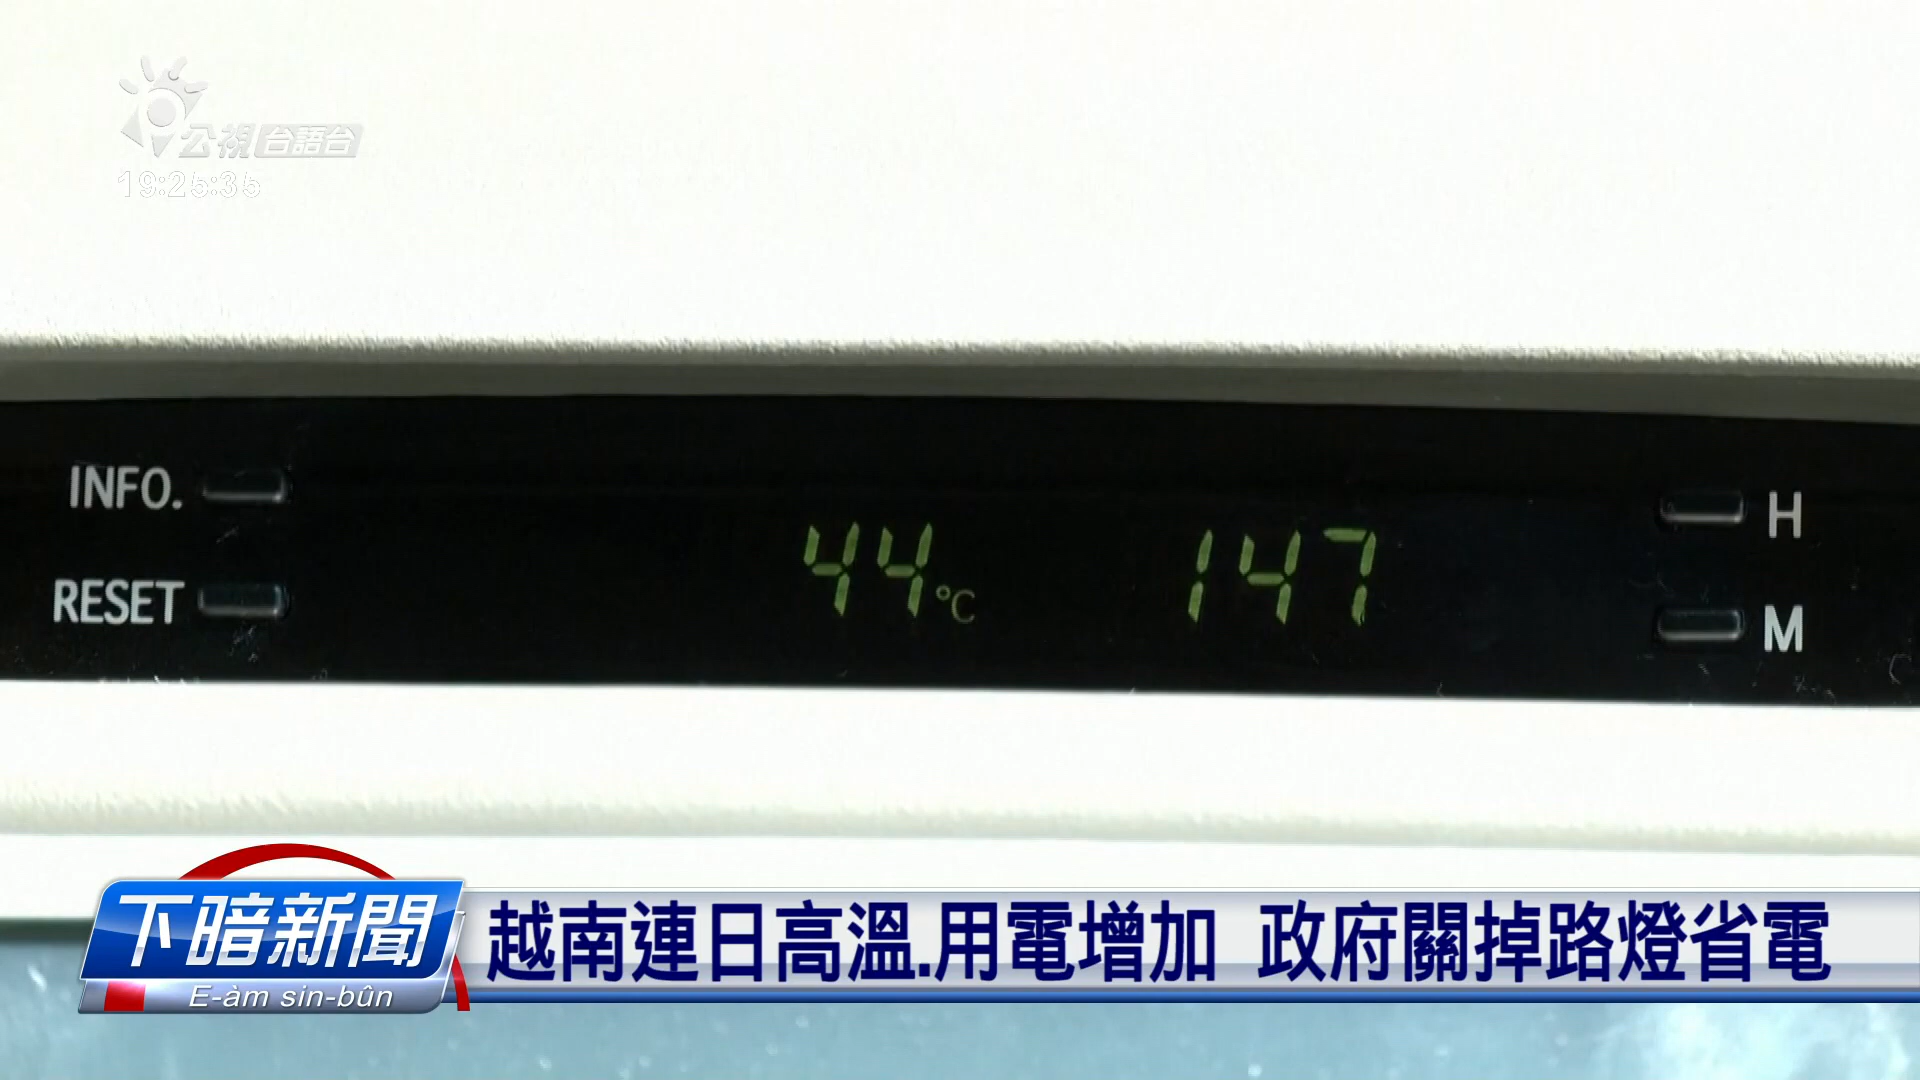 公視 台語台
19:25:35
INFO.
44°C 147
H
RESET
M
下暗新聞
E-àm sin-bûn
越南連日高溫.用電增加 政府關掉路燈省電